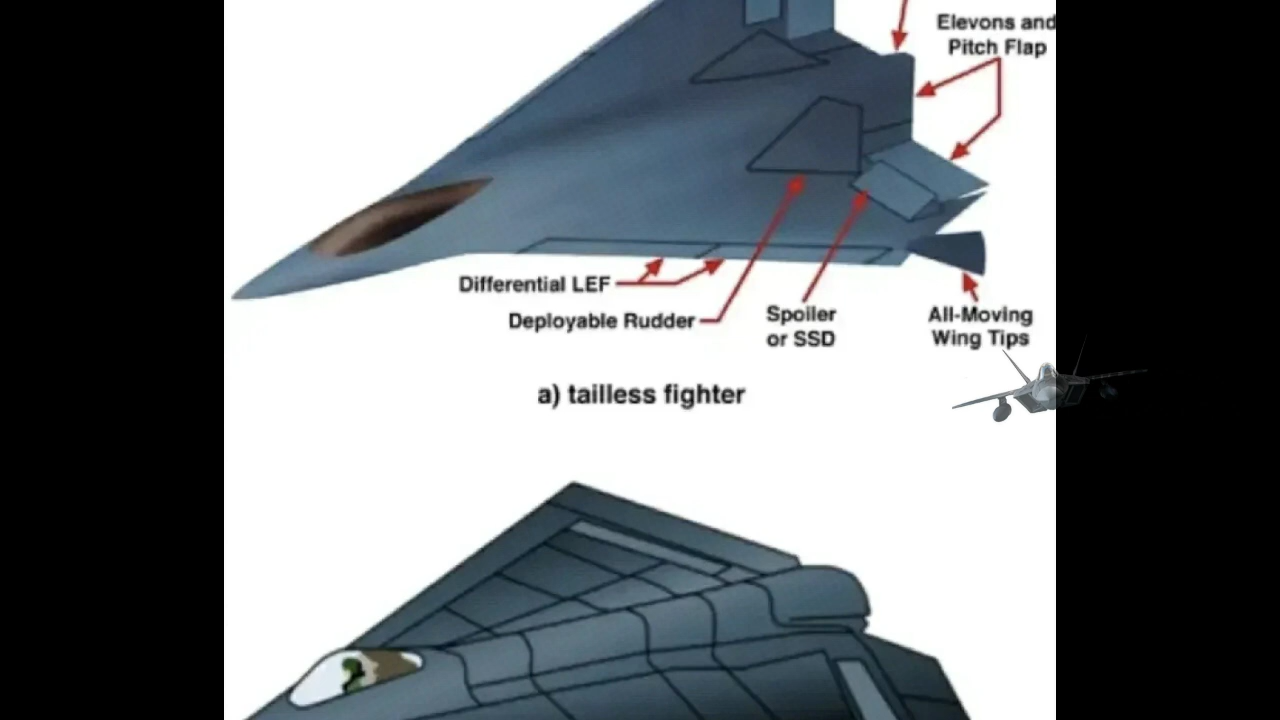 Elevons and
Pitch Flap
Differential LEF
Deployable Rudder
Spoiler
or SSD
All-Moving
Wing Tips
a) tailless fighter